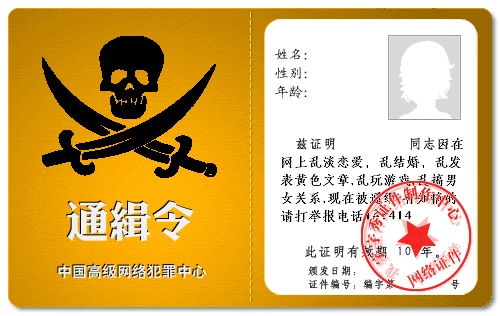 通緝令
中国高级网络犯罪中心
姓名:
性别:
年龄:
兹证明 同志因在
网上乱谈恋爱, 乱结婚, 乱发
表黄色文章,乱玩游戏,乱搞男
女关系,现在被通缉
请打举报电话 414
此证明有效期 10 年。
颁发日期:
证件编号: 编字第 号
网络证件